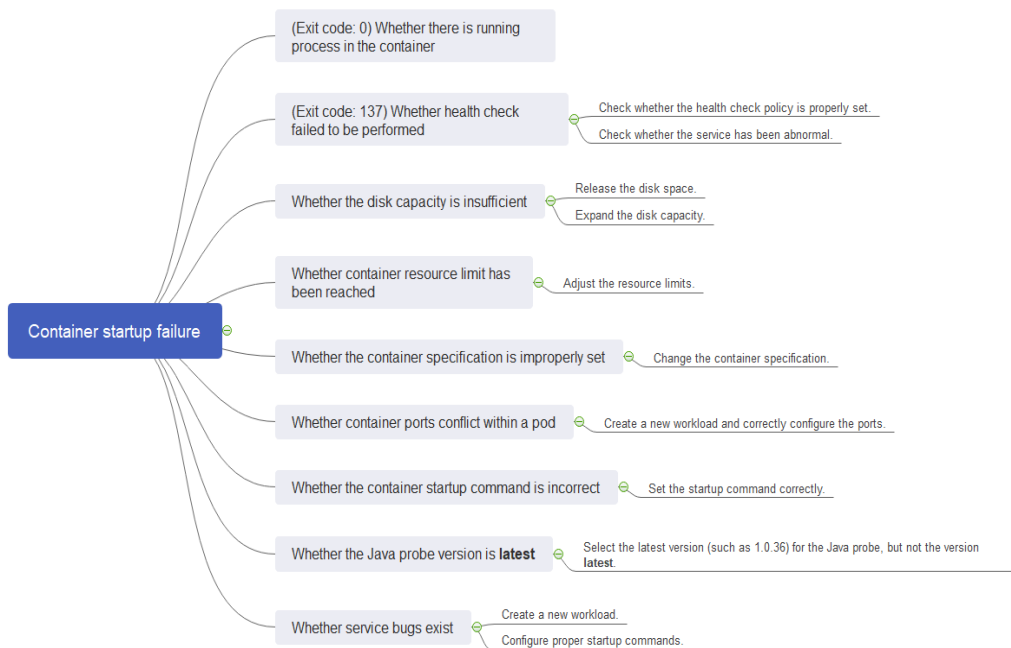 Container startup failure
(Exit code: 0) Whether there is running
process in the container
(Exit code: 137) Whether health check
failed to be performed
Check whether the health check policy is properly set.
Check whether the service has been abnormal.
Whether the disk capacity is insufficient
Release the disk space.
Expand the disk capacity.
Whether container resource limit has
been reached
Adjust the resource limits.
Whether the container specification is improperly set
Change the container specification.
Whether container ports conflict within a pod
Create a new workload and correctly configure the ports.
Whether the container startup command is incorrect
Set the startup command correctly.
Whether the Java probe version is latest
Select the latest version (such as 1.0.36) for the Java probe, but not the version
latest.
Whether service bugs exist
Create a new workload.
Configure proper startup commands.